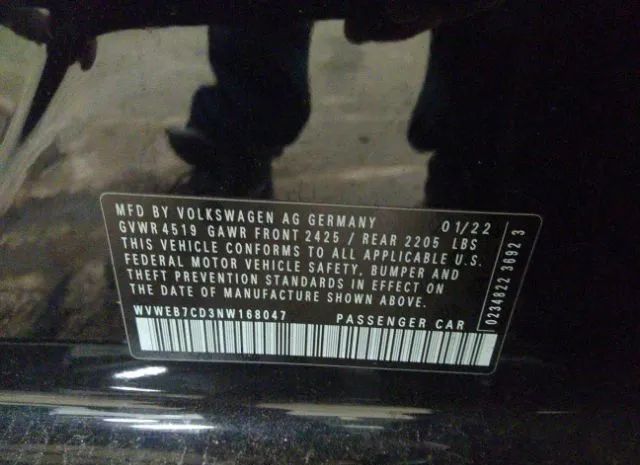 MFD BY VOLKSWAGEN AG GERMANY 01/22
GVWR 4519 GAWR FRONT 2425 / REAR 2205 LBS
THIS VEHICLE CONFORMS TO ALL APPLICABLE U.S.
FEDERAL MOTOR VEHICLE SAFETY, BUMPER AND
THEFT PREVENTION STANDARDS IN EFFECT ON
THE DATE OF MANUFACTURE SHOWN ABOVE.
WVWEB7CD3NW168047 PASSENGER CAR
0234822 3692 3